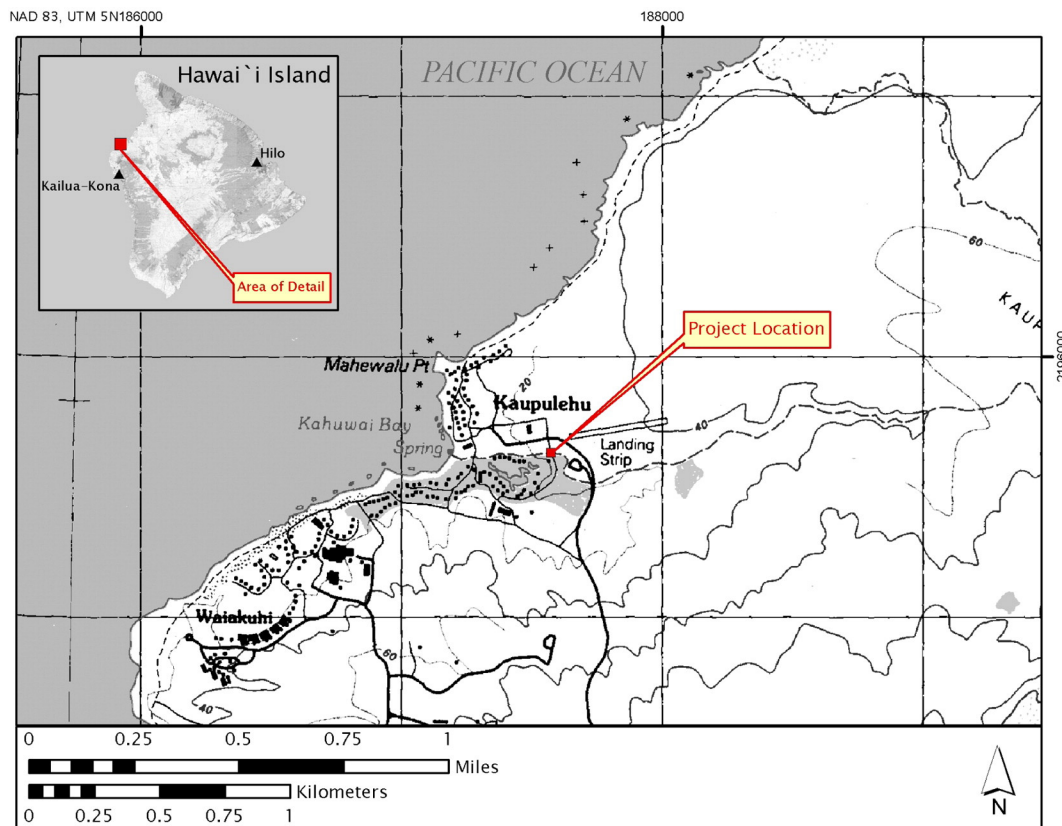 NAD 83, UTM 5N
186000
188000
Hawai`i Island
PACIFIC OCEAN
Hilo
Kailua-Kona
Area of Detail
60
KAUP
Project Location
2196000
Mahewalu Pt
20
Kaupulehu
Kahuwai Bay
Spring
40
Landing
Strip
Waiakuhi
60
40
0 0.25 0.5 0.75 1
Miles
Kilometers
0 0.25 0.5 0.75 1
N